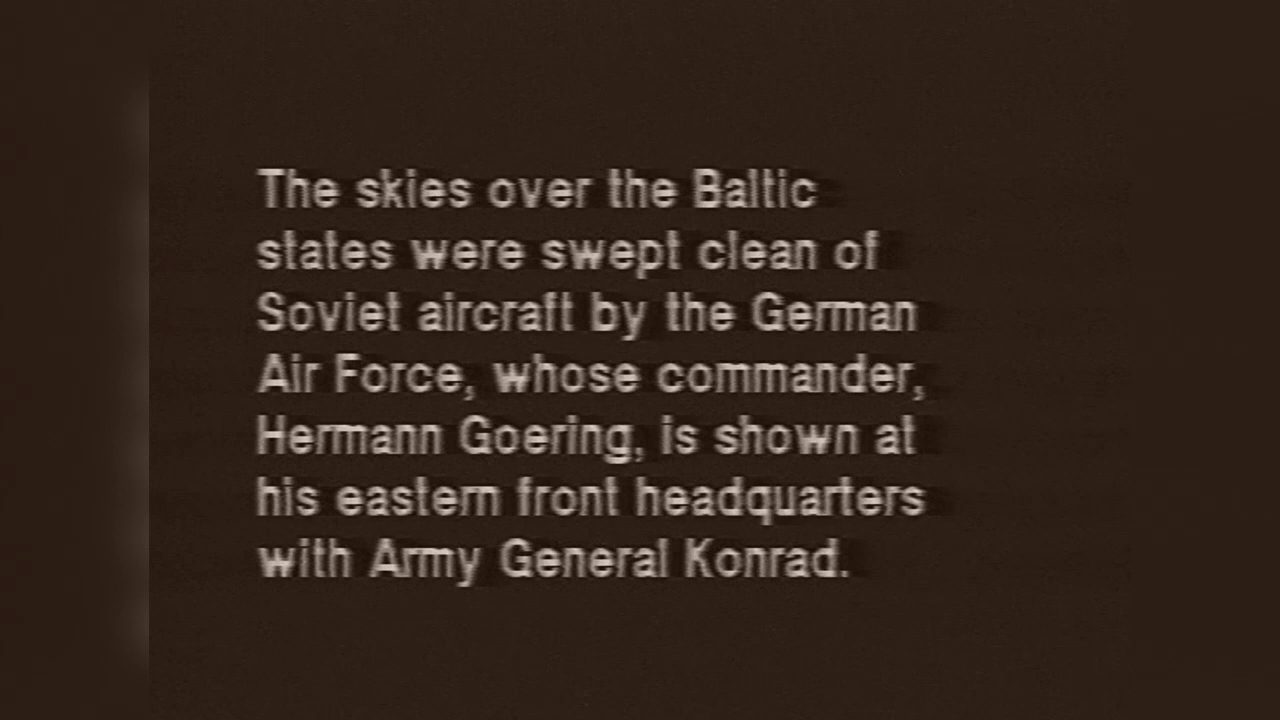 The skies over the Baltic
states were swept clean of
Soviet aircraft by the German
Air Force, whose commander,
Hermann Goering, is shown at
his eastern front headquarters
with Army General Konrad.